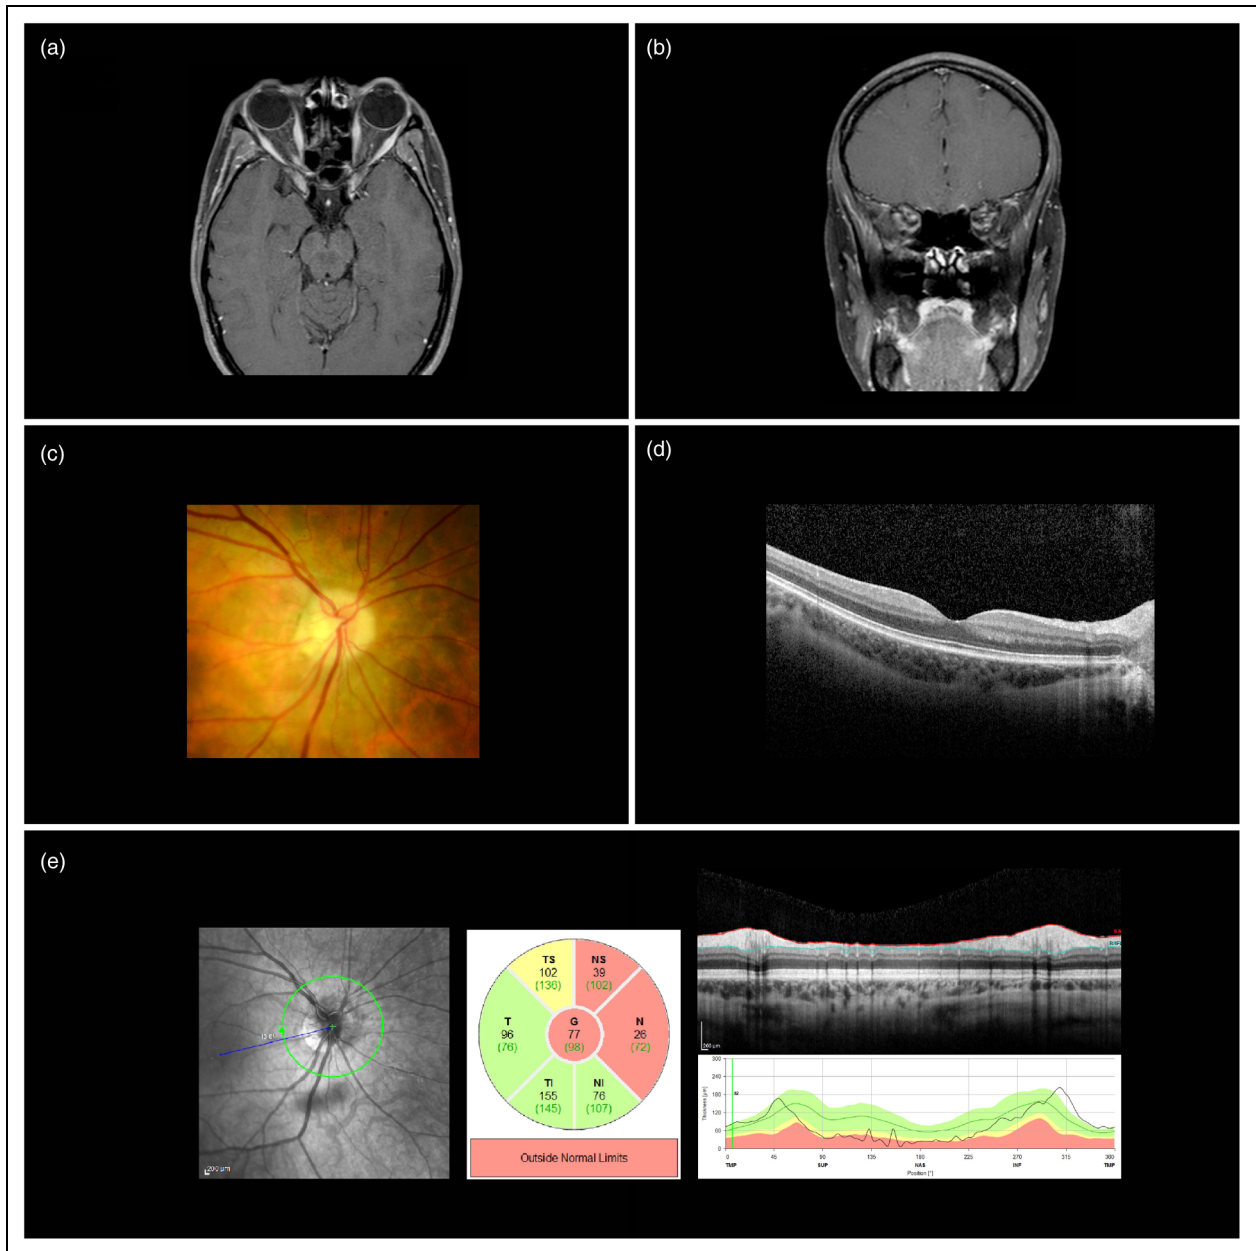 (a)
(b)
(c)
(d)
(e)
200 µm
TS
102
(136)
NS
39
(102)
T
96
(76)
G
77
(98)
N
26
(72)
TI
155
(145)
NI
76
(107)
Outside Normal Limits
200 µm
Thickness [µm]
300
240
180
120
60
0
0 45 90 135 180 225 270 315 360
TMP SUP NAS INF TMP
Position [°]